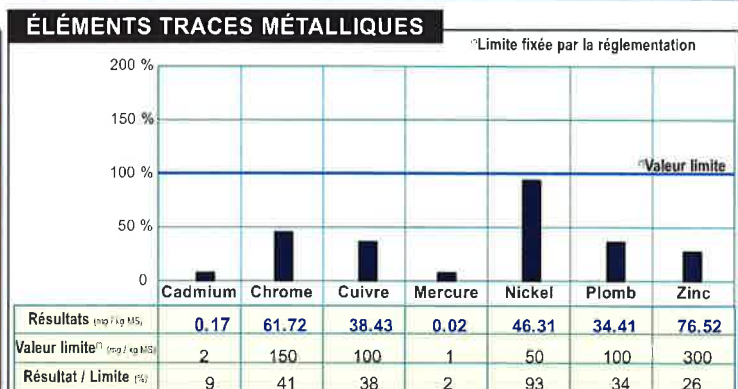 ÉLÉMENTS TRACES MÉTALLIQUES
(*)Limite fixée par la réglementation
200 %
150 %
100 %
(*)Valeur limite
50 %
0
Cadmium Chrome Cuivre Mercure Nickel Plomb Zinc
Résultats (mg / kg MS) 0.17 61.72 38.43 0.02 46.31 34.41 76.52
Valeur limite(*) (mg / kg MS) 2 150 100 1 50 100 300
Résultat / Limite (%) 9 41 38 2 93 34 26